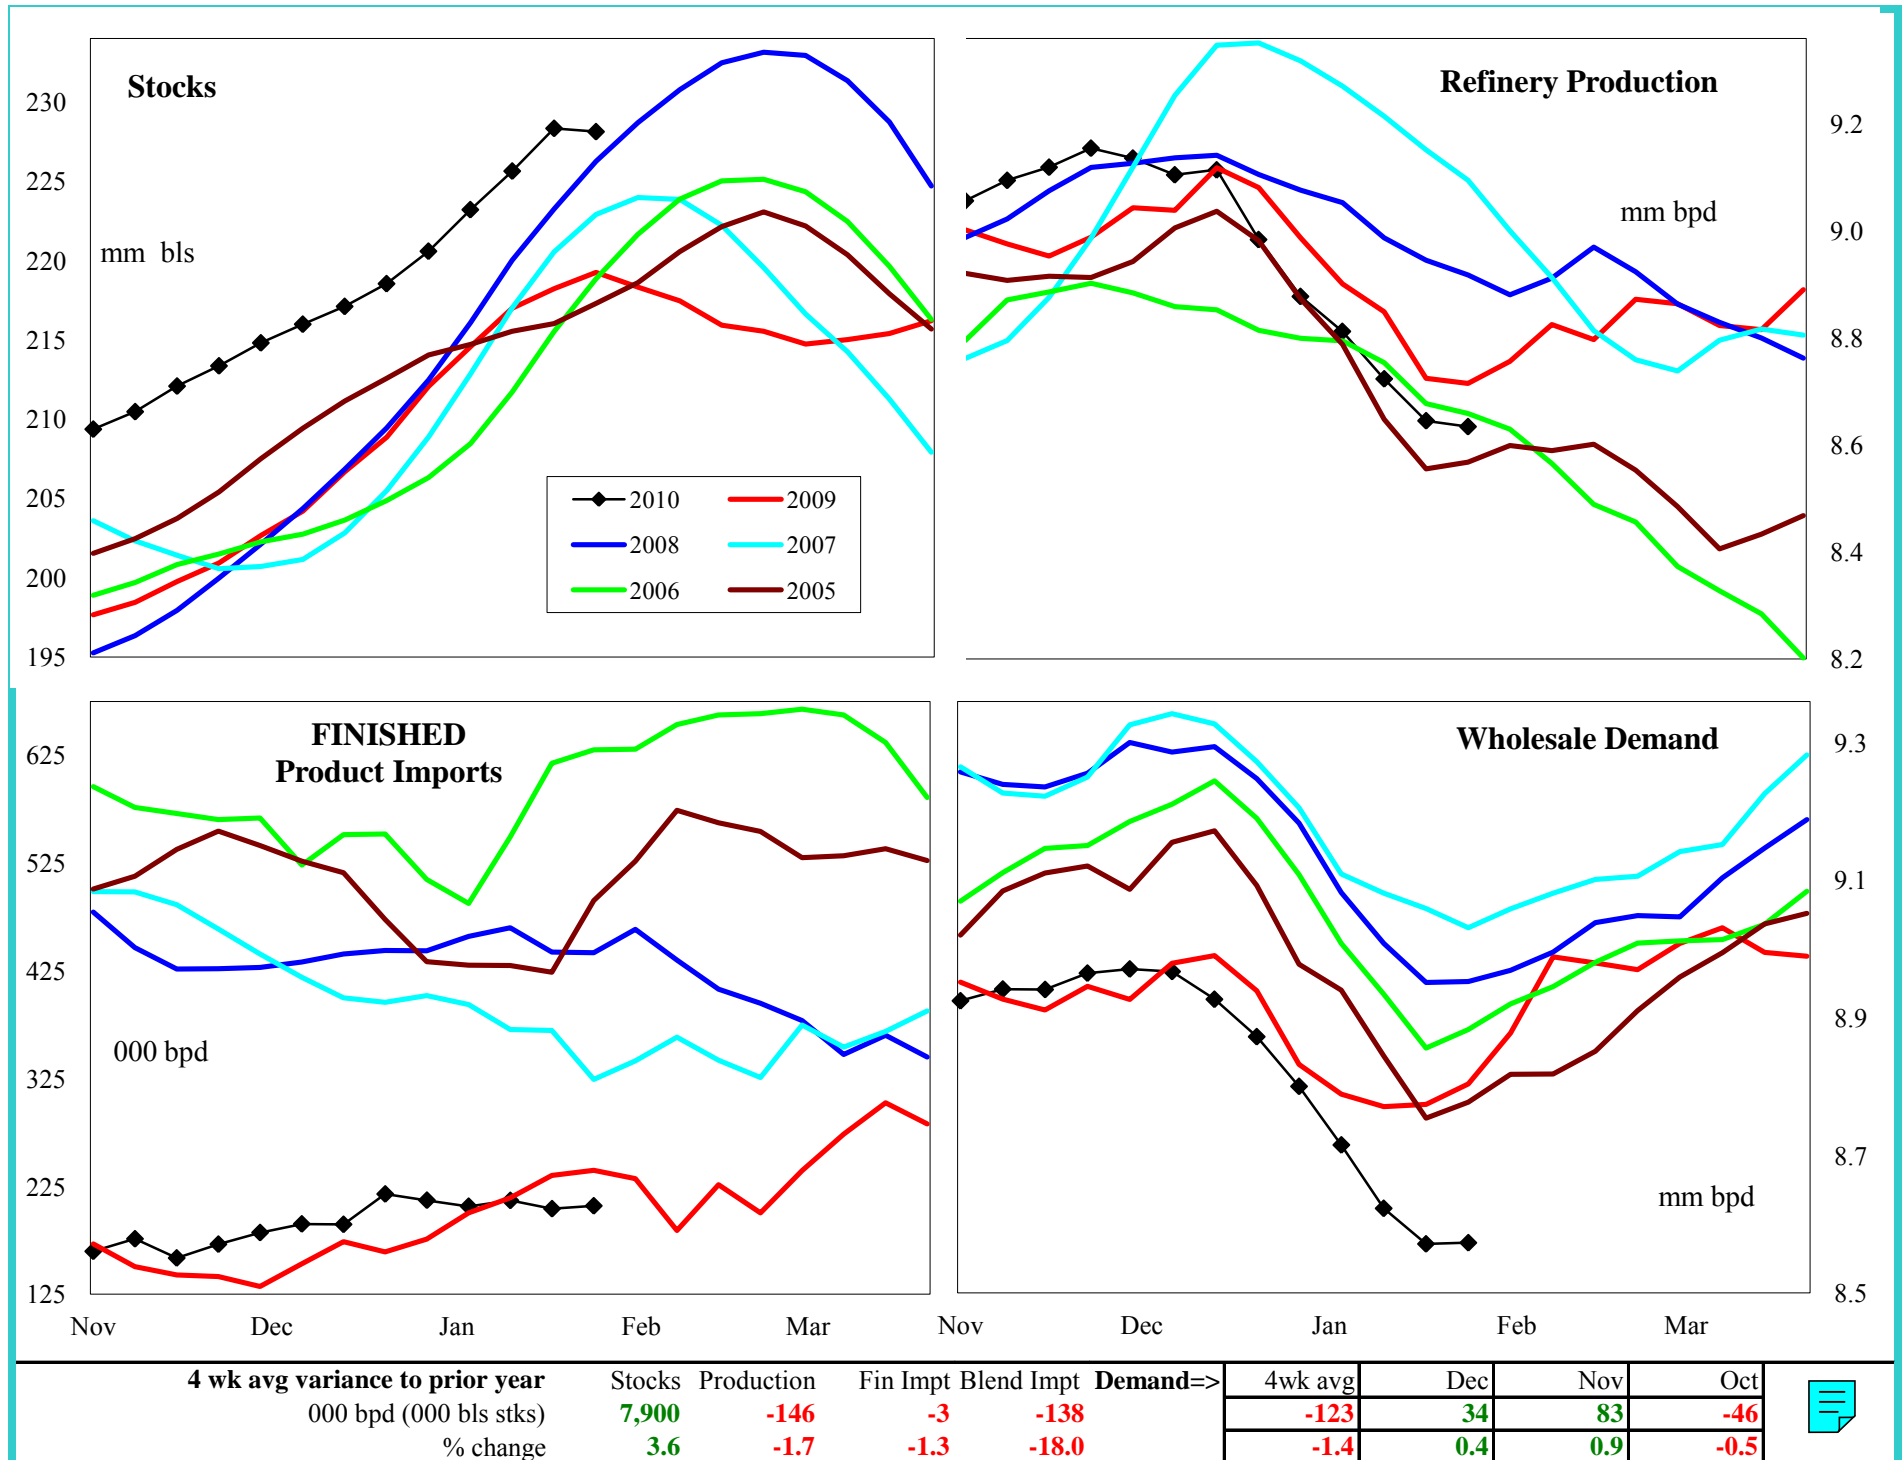 Stocks
mm bls
230
225
220
215
210
205
200
195
2010
2009
2008
2007
2006
2005
Refinery Production
mm bpd
9.2
9.0
8.8
8.6
8.4
8.2
FINISHED
Product Imports
000 bpd
625
525
425
325
225
125
Nov Dec Jan Feb Mar
Wholesale Demand
mm bpd
9.3
9.1
8.9
8.7
8.5
Nov Dec Jan Feb Mar
4 wk avg variance to prior year Stocks Production Fin Impt Blend Impt Demand=> 4wk avg Dec Nov Oct
000 bpd (000 bls stks) 7,900 -146 -3 -138 -123 34 83 -46
% change 3.6 -1.7 -1.3 -18.0 -1.4 0.4 0.9 -0.5